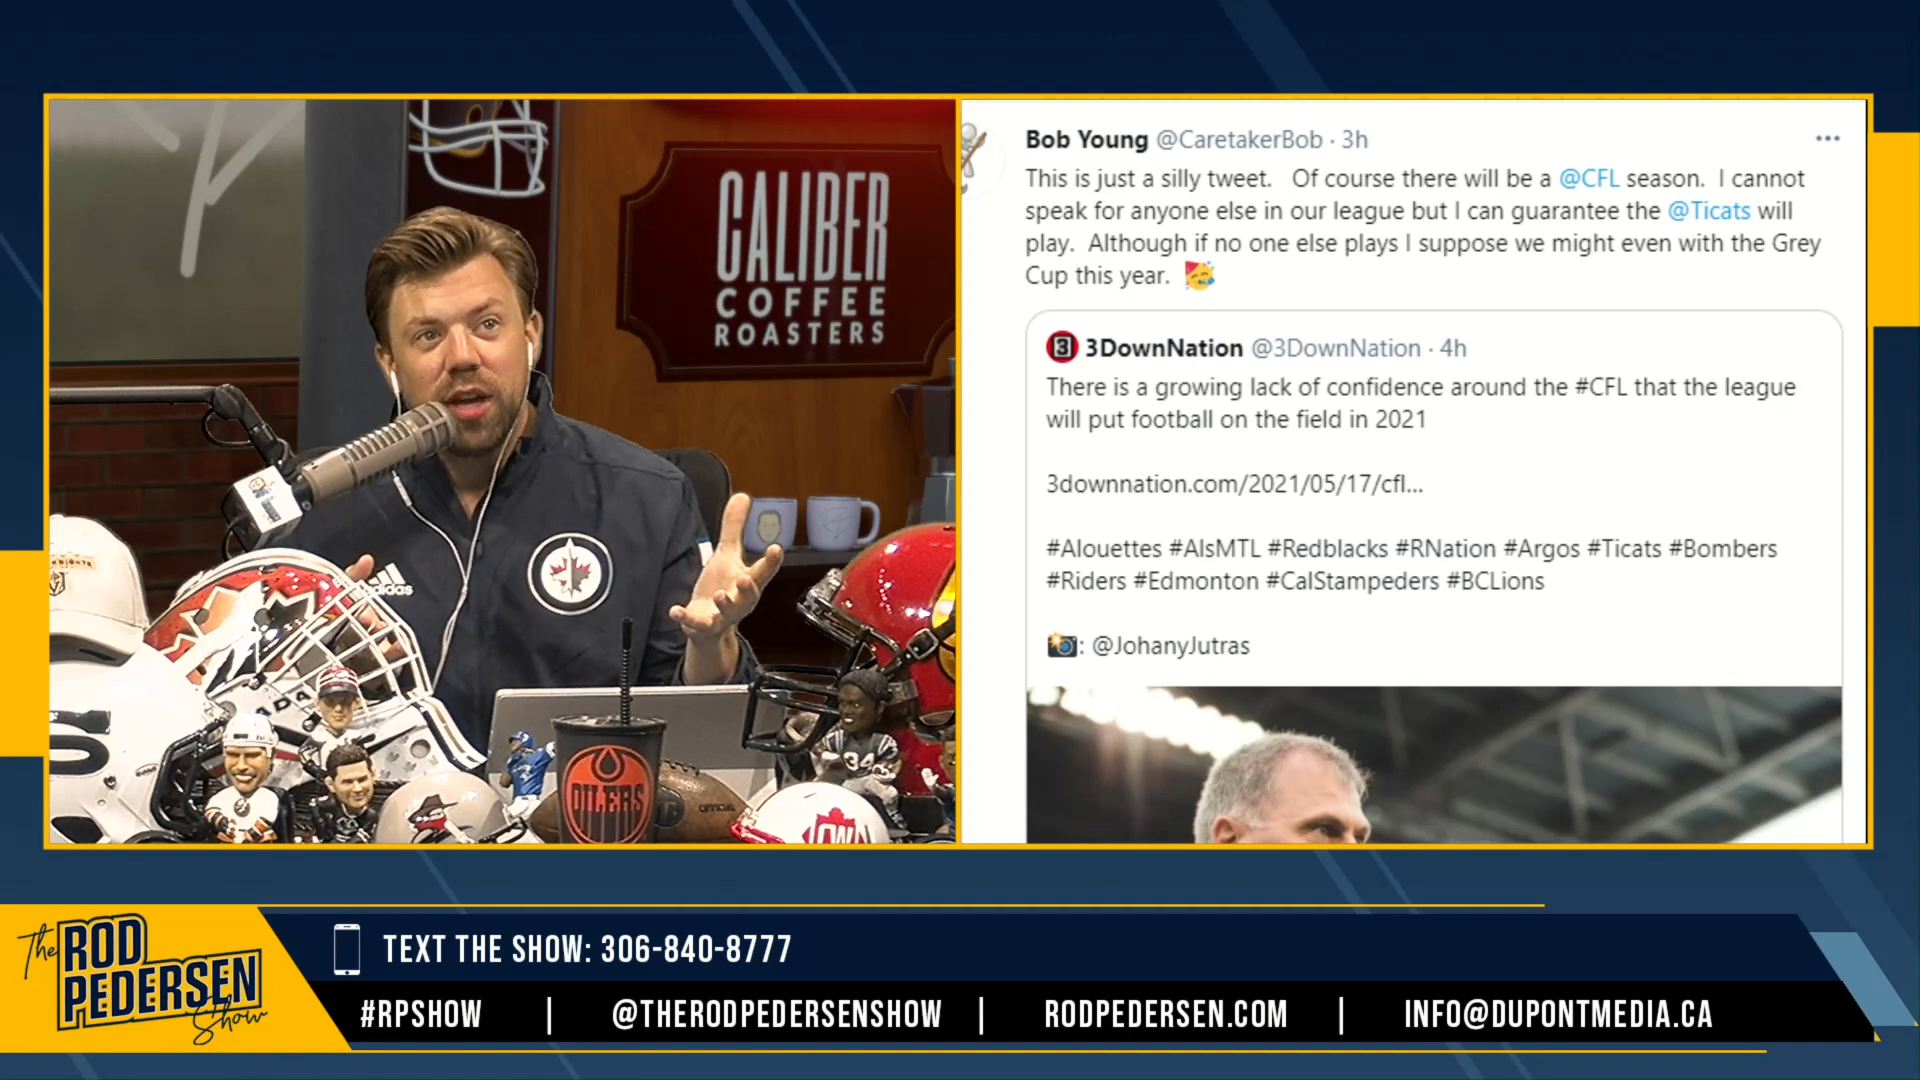 CALIBER
COFFEE
ROASTERS
adidas
OILERS
OFFICIAL
34
Bob Young @CaretakerBob · 3h
This is just a silly tweet. Of course there will be a @CFL season. I cannot
speak for anyone else in our league but I can guarantee the @Ticats will
play. Although if no one else plays I suppose we might even with the Grey
Cup this year.
3DownNation @3DownNation · 4h
There is a growing lack of confidence around the #CFL that the league
will put football on the field in 2021
3downnation.com/2021/05/17/cfl...
#Alouettes #AlsMTL #Redblacks #RNation #Argos #Ticats #Bombers
#Riders #Edmonton #CalStampeders #BCLions
: @JohanyJutras
The ROD
PEDERSEN
Show
TEXT THE SHOW: 306-840-8777
#RPSHOW | @THERODPEDERSENSHOW | RODPEDERSEN.COM | INFO@DUPONTMEDIA.CA